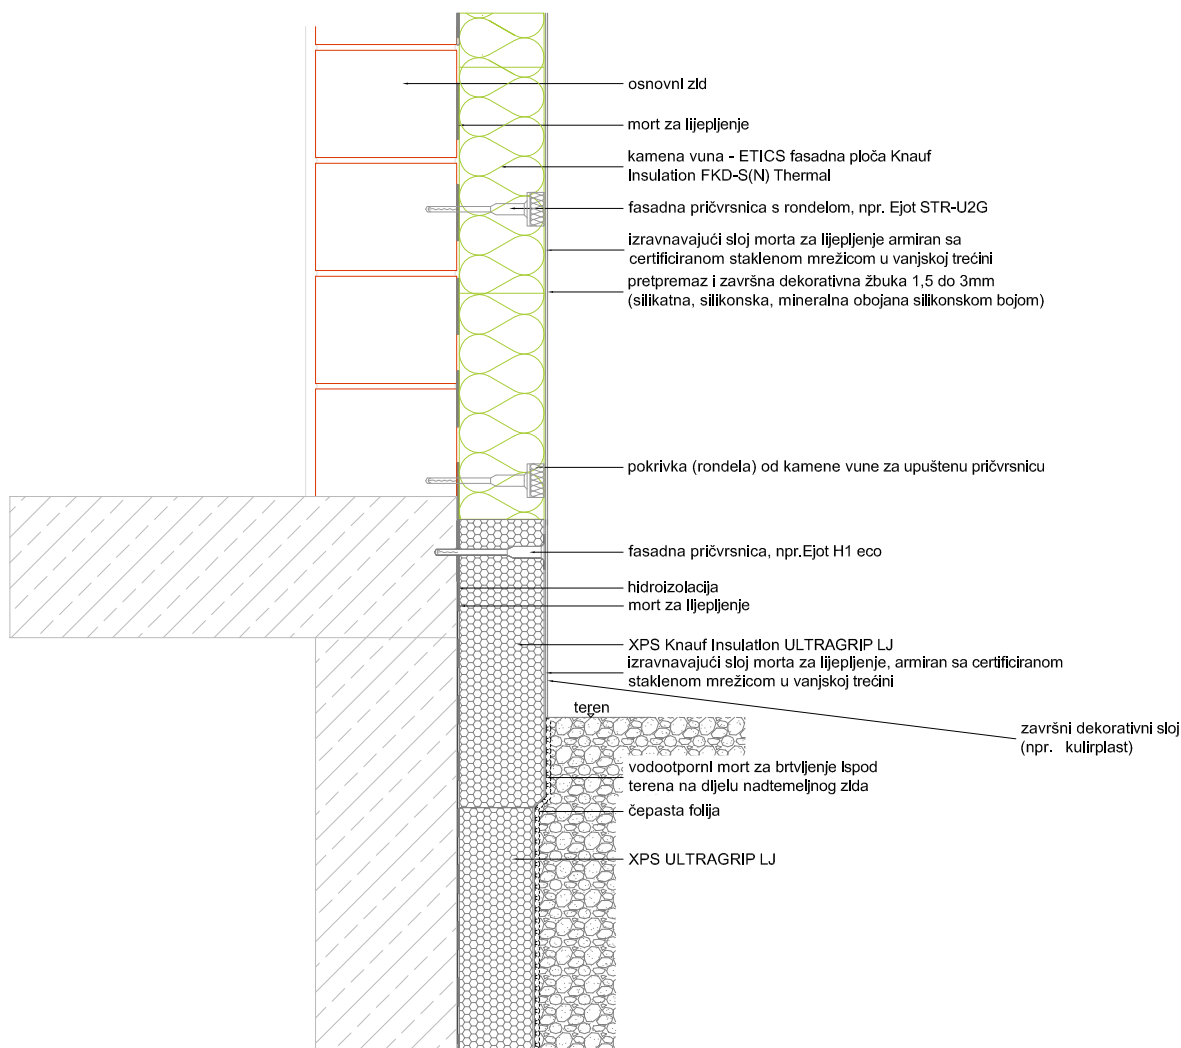 osnovni zid
mort za lijepljenje
kamena vuna - ETICS fasadna ploča Knauf
Insulation FKD-S(N) Thermal
fasadna pričvrsnica s rondelom, npr. Ejot STR-U2G
izravnavajući sloj morta za lijepljenje armiran sa
certificiranom staklenom mrežicom u vanjskoj trećini
pretpremaz i završna dekorativna žbuka 1,5 do 3mm
(silikatna, silikonska, mineralna obojana silikonskom bojom)
pokrivka (rondela) od kamene vune za upuštenu pričvrsnicu
fasadna pričvrsnica, npr.Ejot H1 eco
hidroizolacija
mort za lijepljenje
XPS Knauf Insulation ULTRAGRIP LJ
izravnavajući sloj morta za lijepljenje, armiran sa certificiranom
staklenom mrežicom u vanjskoj trećini
teren
završni dekorativni sloj
(npr. kulirplast)
vodootporni mort za brtvljenje ispod
terena na dijelu nadtemeljnog zida
čepasta folija
XPS ULTRAGRIP LJ